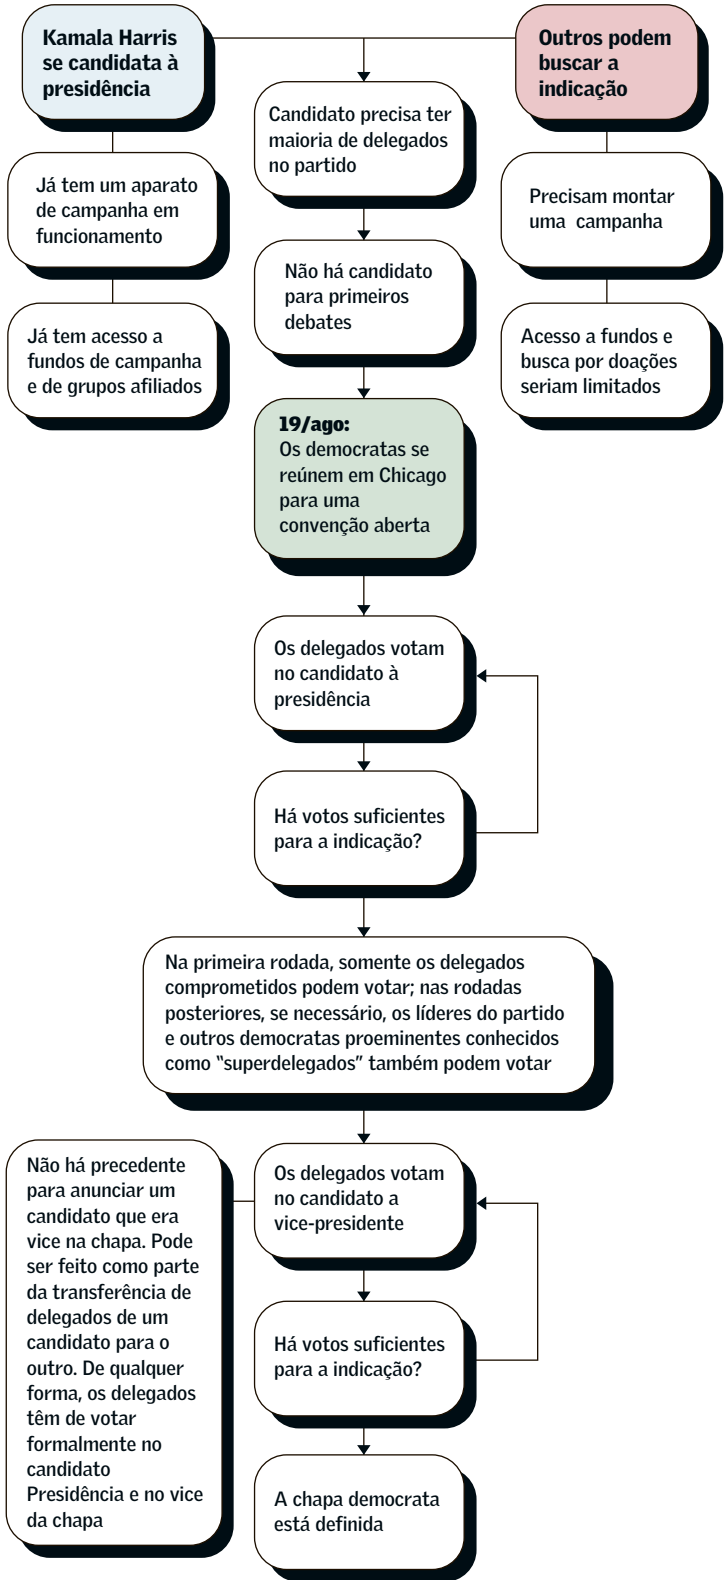 Kamala Harris
se candidata à
presidência
Já tem um aparato
de campanha em
funcionamento
Já tem acesso a
fundos de campanha
e de grupos afiliados
Outros podem
buscar a
indicação
Precisam montar
uma campanha
Acesso a fundos e
busca por doações
seriam limitados
Candidato precisa ter
maioria de delegados
no partido
Não há candidato
para primeiros
debates
19/ago:
Os democratas se
reúnem em Chicago
para uma
convenção aberta
Os delegados votam
no candidato à
presidência
Há votos suficientes
para a indicação?
Na primeira rodada, somente os delegados
comprometidos podem votar; nas rodadas
posteriores, se necessário, os líderes do partido
e outros democratas proeminentes conhecidos
como "superdelegados" também podem votar
Os delegados votam
no candidato a
vice-presidente
Não há precedente
para anunciar um
candidato que era
vice na chapa. Pode
ser feito como parte
da transferência de
delegados de um
candidato para o
outro. De qualquer
forma, os delegados
têm de votar
formalmente no
candidato
Presidência e no vice
da chapa
Há votos suficientes
para a indicação?
A chapa democrata
está definida